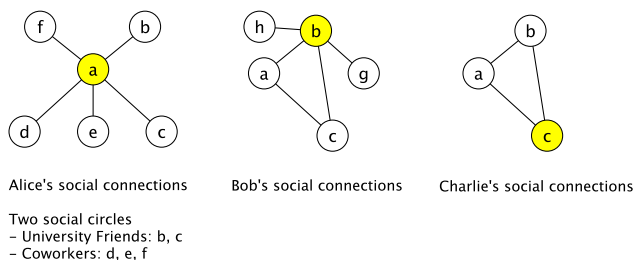 f
b
a
d
e
c
h
b
a
g
c
b
a
c
Alice's social connections
Bob's social connections
Charlie's social connections
Two social circles
– University Friends: b, c
– Coworkers: d, e, f